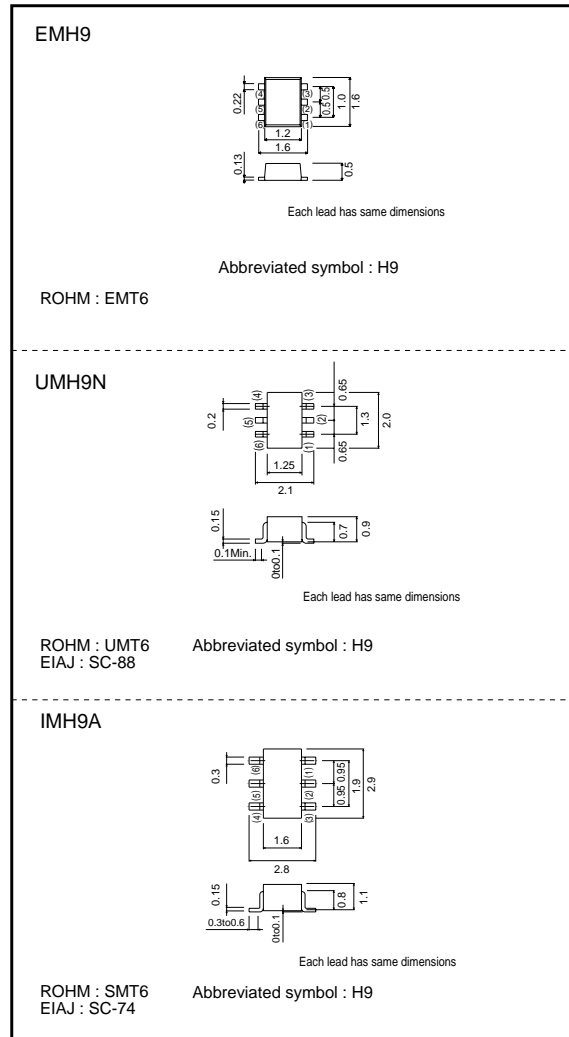 EMH9
0.22
(4)
(3)
(5)
(2)
(6)
(1)
0.5 0.5
1.0
1.6
1.2
1.6
0.13
0.5
Each lead has same dimensions
Abbreviated symbol : H9
ROHM : EMT6
UMH9N
0.2
(4)
(3)
(5)
(2)
(6)
(1)
0.65
0.65
1.3
2.0
1.25
2.1
0.15
0.1Min.
0to0.1
0.7
0.9
Each lead has same dimensions
ROHM : UMT6 Abbreviated symbol : H9
EIAJ : SC-88
IMH9A
0.3
(6)
(1)
(5)
(2)
(4)
(3)
0.95 0.95
1.9
2.9
1.6
2.8
0.15
0.3to0.6
0to0.1
0.8
1.1
Each lead has same dimensions
ROHM : SMT6 Abbreviated symbol : H9
EIAJ : SC-74